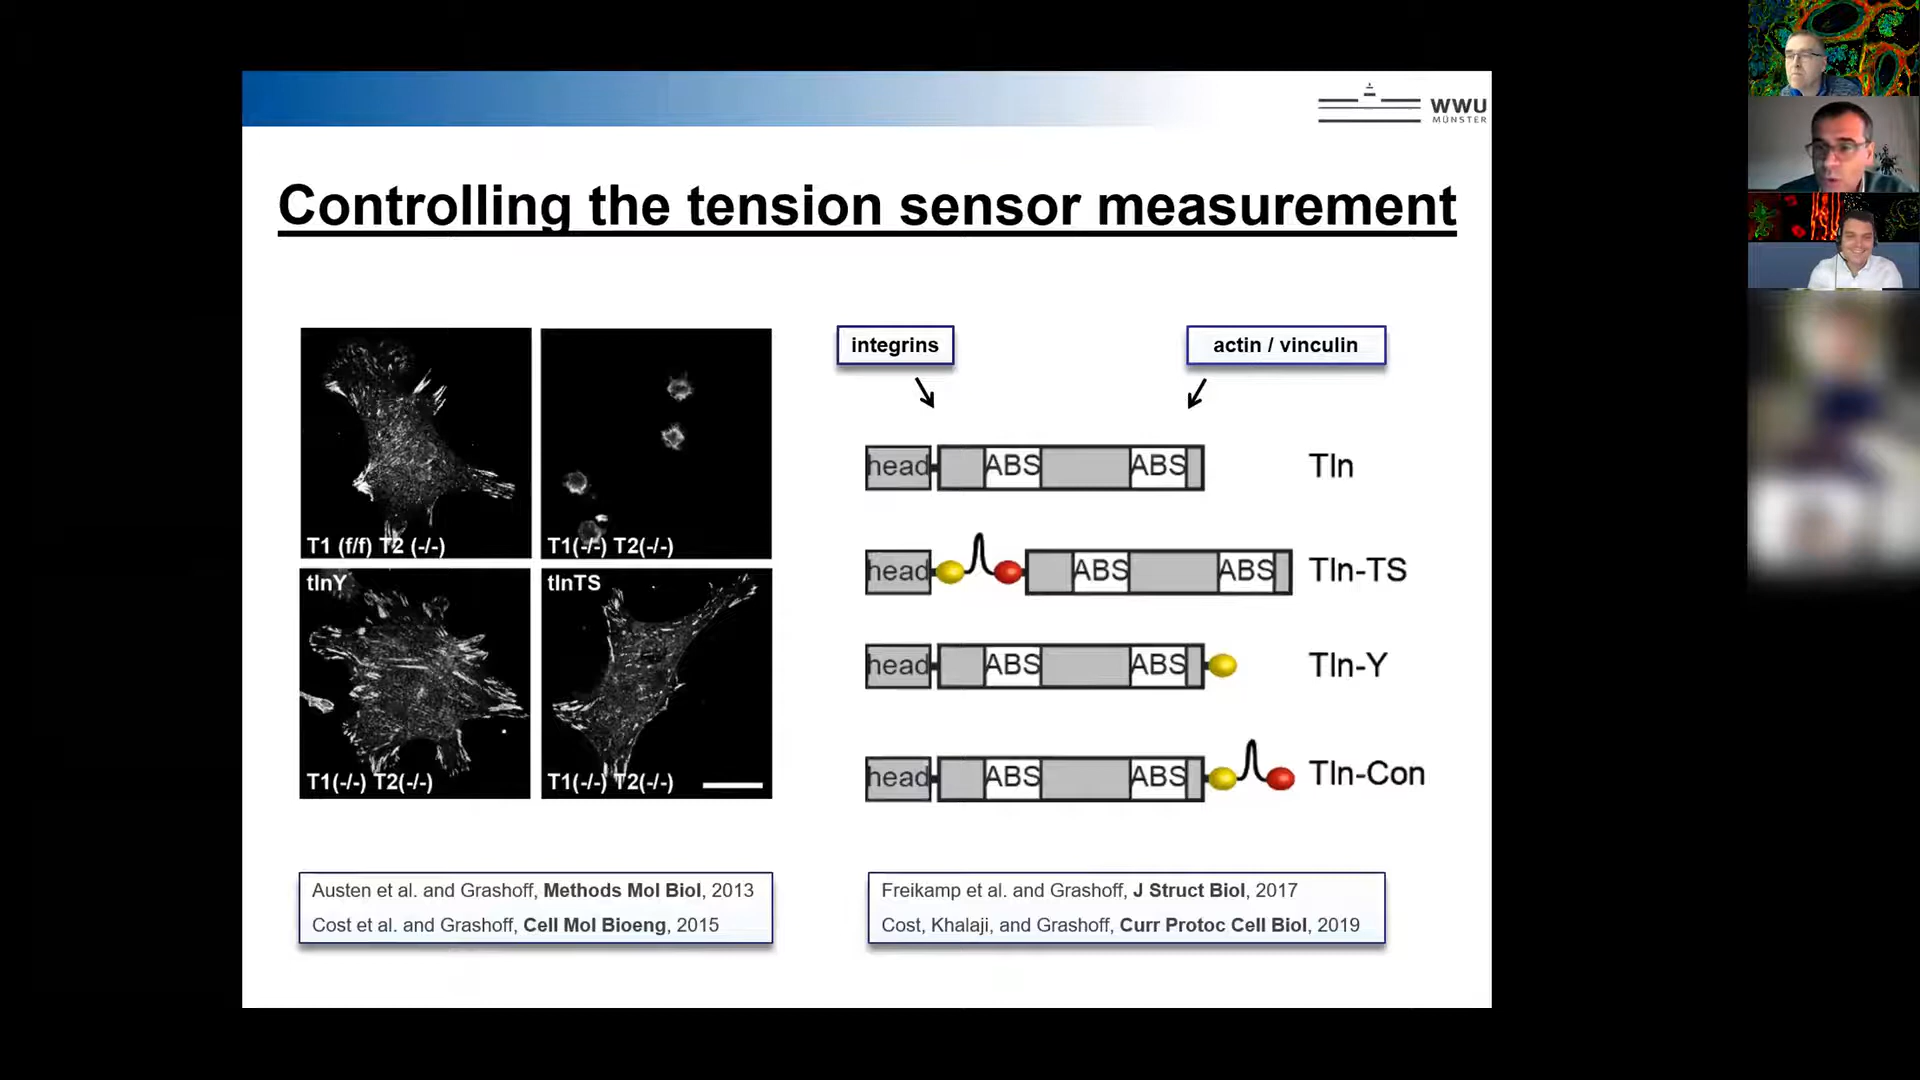 WWU
MÜNSTER
Controlling the tension sensor measurement
T1 (f/f) T2 (-/-)
T1(-/-) T2(-/-)
tlnY
T1(-/-) T2(-/-)
tlnTS
T1(-/-) T2(-/-)
integrins
actin / vinculin
head ABS ABS Tln
head ABS ABS Tln-TS
head ABS ABS Tln-Y
head ABS ABS Tln-Con
Austen et al. and Grashoff, Methods Mol Biol, 2013
Cost et al. and Grashoff, Cell Mol Bioeng, 2015
Freikamp et al. and Grashoff, J Struct Biol, 2017
Cost, Khalaji, and Grashoff, Curr Protoc Cell Biol, 2019